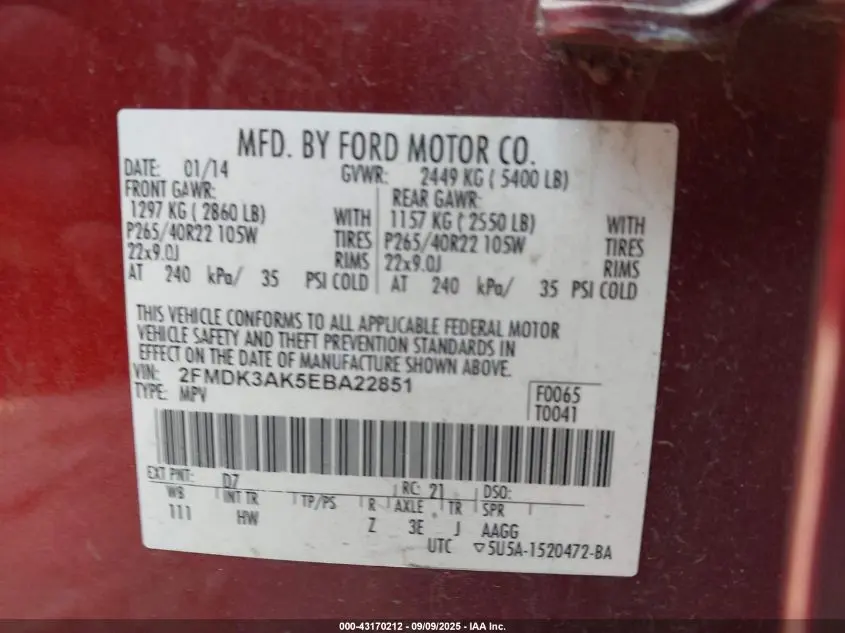 MFD. BY FORD MOTOR CO.
DATE: 01/14 GVWR: 2449 KG ( 5400 LB)
FRONT GAWR: REAR GAWR:
1297 KG ( 2860 LB) WITH 1157 KG ( 2550 LB) WITH
P265/40R22 105W TIRES P265/40R22 105W TIRES
22x9.0J RIMS 22x9.0J RIMS
AT 240 kPa/ 35 PSI COLD AT 240 kPa/ 35 PSI COLD
THIS VEHICLE CONFORMS TO ALL APPLICABLE FEDERAL MOTOR
VEHICLE SAFETY AND THEFT PREVENTION STANDARDS IN
EFFECT ON THE DATE OF MANUFACTURE SHOWN ABOVE.
VIN: 2FMDK3AK5EBA22851
TYPE: MPV
F0065
T0041
EXT PNT: DZ RC: 21 DSO:
WB INT TR TP/PS R AXLE TR SPR
111 HW Z 3E J AAGG
UTC ▽5U5A-1520472-BA
000-43170212 - 09/09/2025 - IAA Inc.